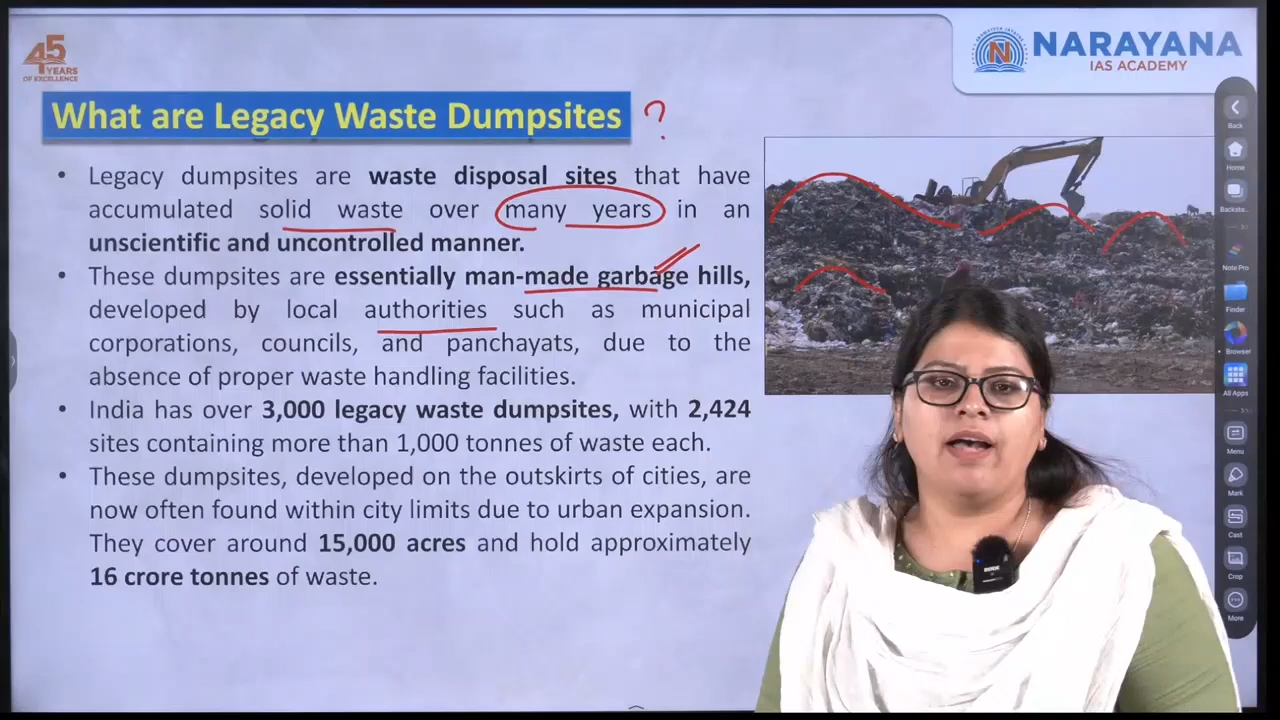 45
YEARS
OF EXCELLENCE
N
NARAYANA
IAS ACADEMY
What are Legacy Waste Dumpsites ?
• Legacy dumpsites are waste disposal sites that have
accumulated solid waste over many years in an
unscientific and uncontrolled manner.
• These dumpsites are essentially man-made garbage hills,
developed by local authorities such as municipal
corporations, councils, and panchayats, due to the
absence of proper waste handling facilities.
• India has over 3,000 legacy waste dumpsites, with 2,424
sites containing more than 1,000 tonnes of waste each.
• These dumpsites, developed on the outskirts of cities, are
now often found within city limits due to urban expansion.
They cover around 15,000 acres and hold approximately
16 crore tonnes of waste.
Back
Home
Backsta...
Note Pro
Finder
Browser
All Apps
Menu
Mark
Cast
Crop
More